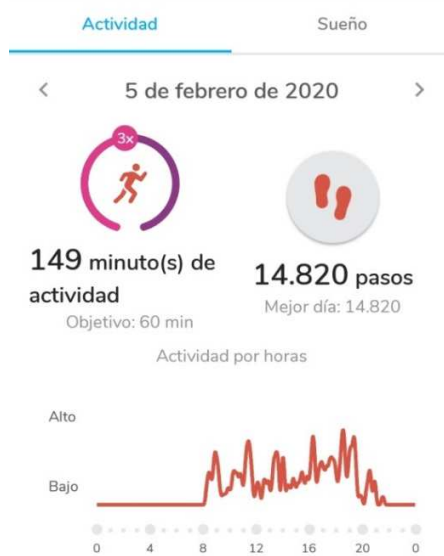 Actividad
Sueño
<
5 de febrero de 2020
>
3x
149 minuto(s) de
actividad
Objetivo: 60 min
14.820 pasos
Mejor día: 14.820
Actividad por horas
Alto
Bajo
0 4 8 12 16 20 0